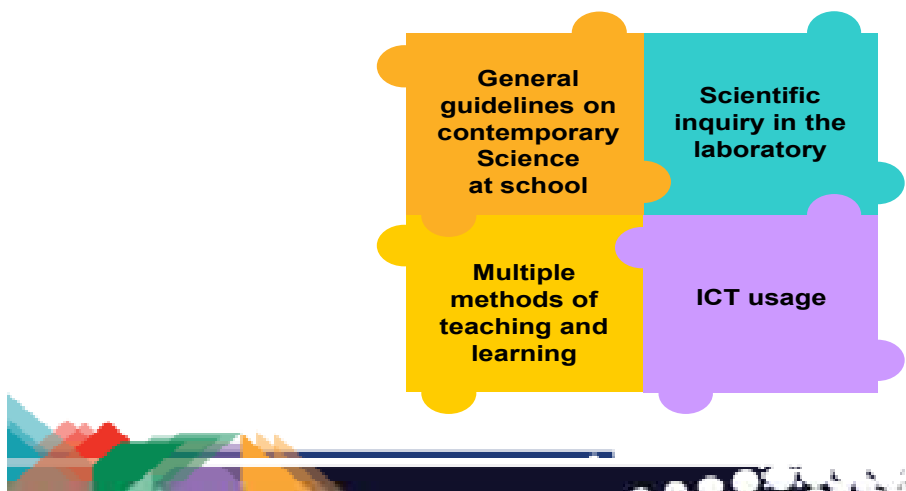 General
guidelines on
contemporary
Science
at school
Scientific
inquiry in the
laboratory
Multiple
methods of
teaching and
learning
ICT usage